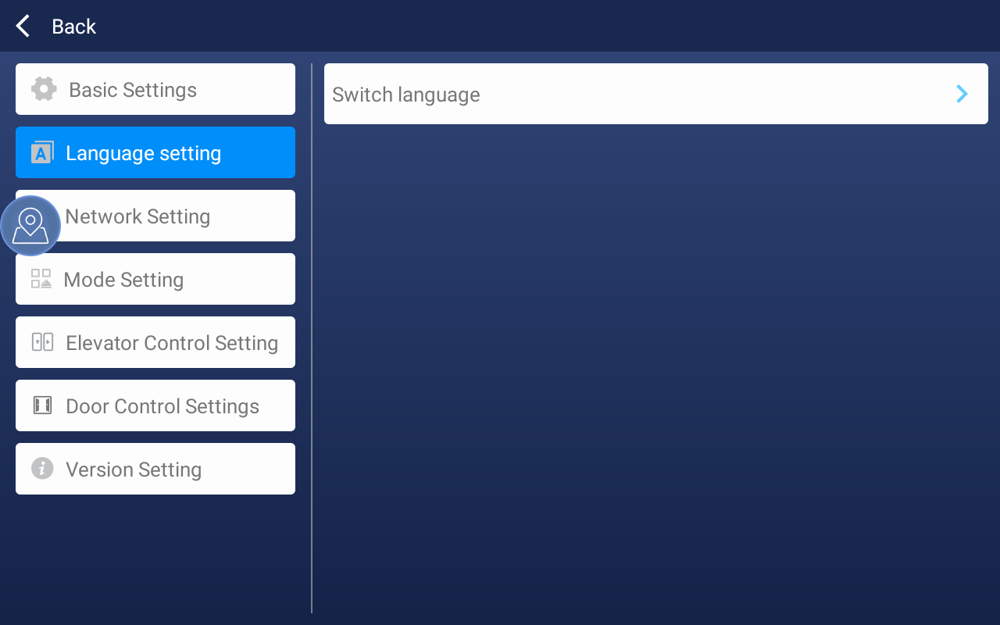 Back
Basic Settings
Language setting
Network Setting
Mode Setting
Elevator Control Setting
Door Control Settings
Version Setting
Switch language